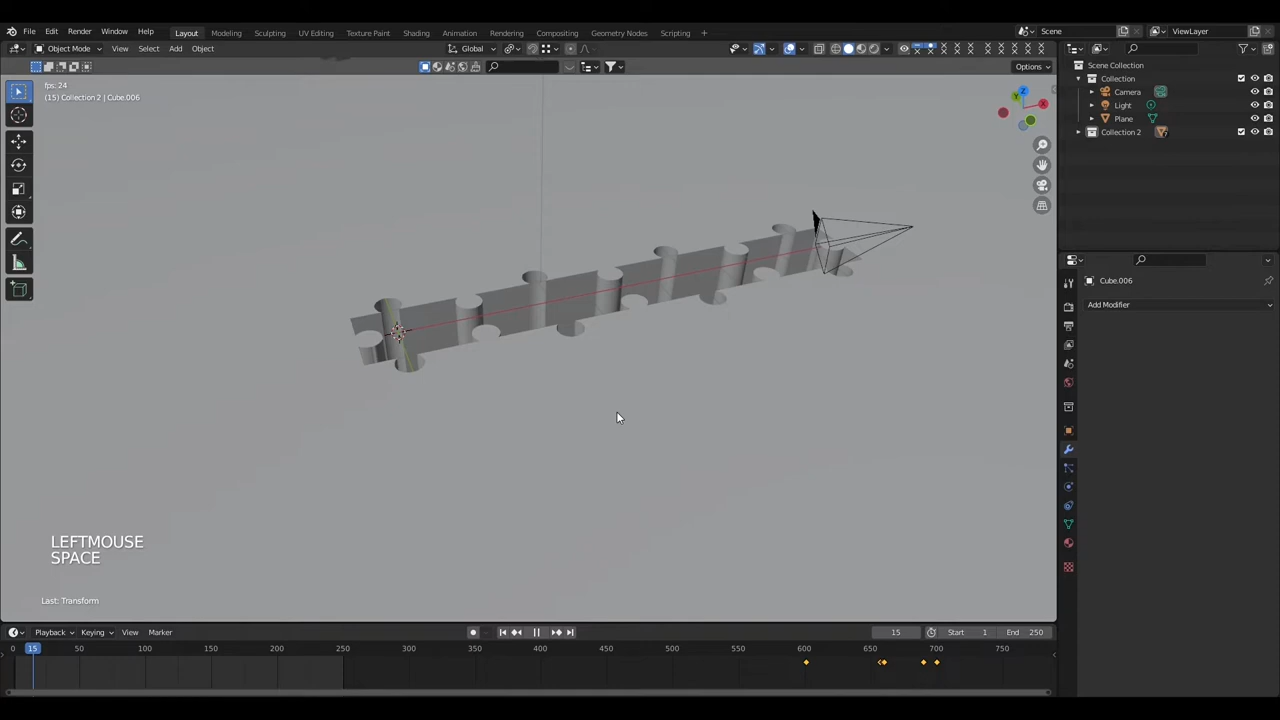 File Edit Render Window Help Layout Modeling Sculpting UV Editing Texture Paint Shading Animation Rendering Compositing Geometry Nodes Scripting + Scene ViewLayer
Object Mode View Select Add Object Global
Options
fps: 24
(15) Collection 2 | Cube.006
Scene Collection
Collection
Camera
Light
Plane
Collection 2
Cube.006
Add Modifier
X
Y
Z
LEFTMOUSE
SPACE
Last: Transform
Playback Keying View Marker 15 Start 1 End 250
0 15 50 100 150 200 250 300 350 400 450 500 550 600 650 700 750